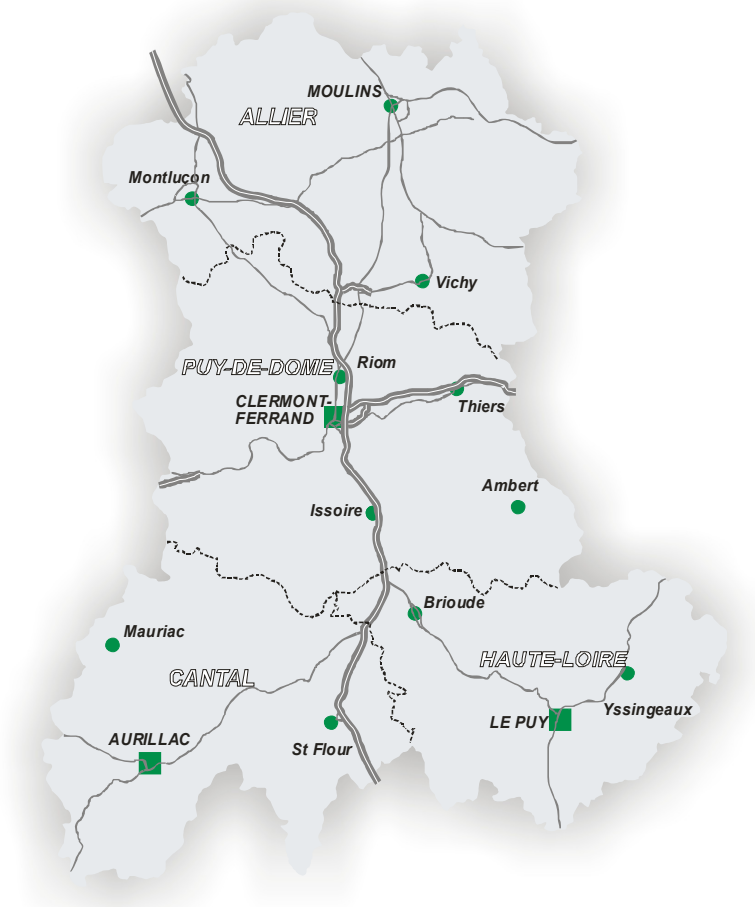 MOULINS
ALLIER
Montluçon
Vichy
PUY-DE-DOME
Riom
CLERMONT-
FERRAND
Thiers
Ambert
Issoire
Brioude
Mauriac
HAUTE-LOIRE
CANTAL
Yssingeaux
LE PUY
AURILLAC
St Flour